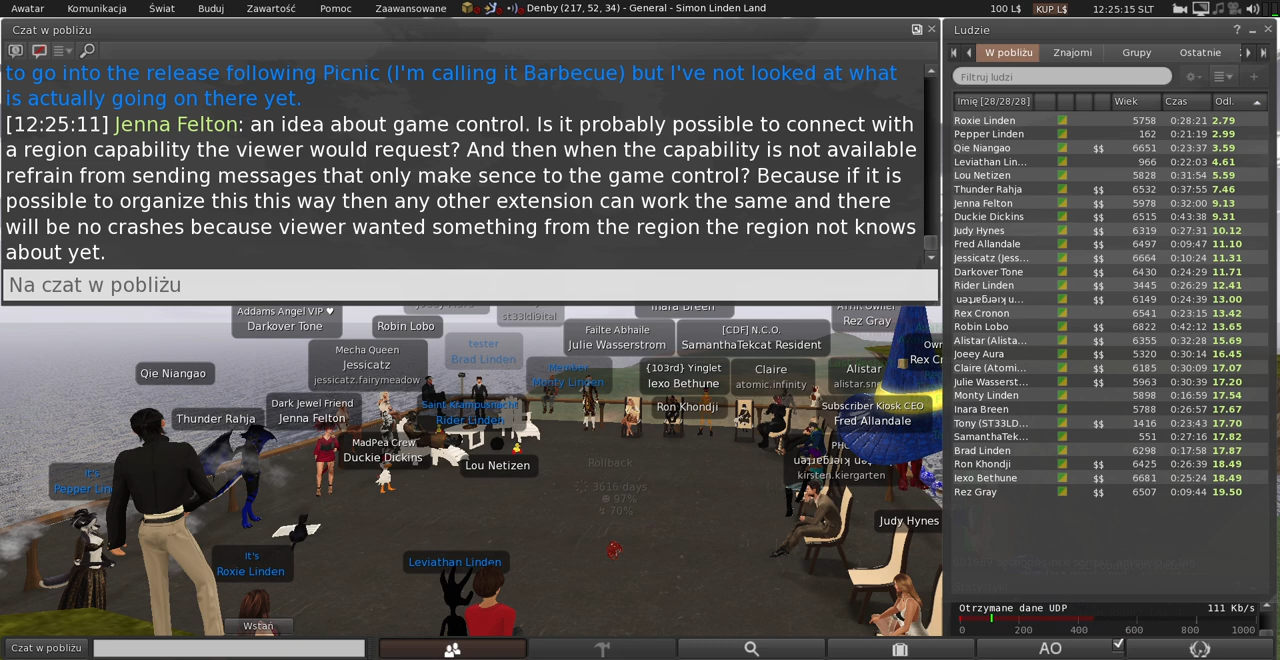 Awatar Komunikacja Świat Buduj Zawartość Pomoc Zaawansowane Denby (217, 52, 34) - General - Simon Linden Land 100 L$ KUP L$ 12:25:15 SLT
Czat w pobliżu
to go into the release following Picnic (I'm calling it Barbecue) but I've not looked at what
is actually going on there yet.
[12:25:11] Jenna Felton: an idea about game control. Is it probably possible to connect with
a region capability the viewer would request? And then when the capability is not available
refrain from sending messages that only make sence to the game control? Because if it is
possible to organize this this way then any other extension can work the same and there
will be no crashes because viewer wanted something from the region the region not knows
about yet.
Na czat w pobliżu
Addams Angel VIP ♥
Darkover Tone
Robin Lobo
st33ldi9ital
Inara Breen
Rez Gray
Failte Abhaile
Julie Wasserstrom
[CDF] N.C.O.
SamanthaTekcat Resident
Mecha Queen
Jessicatz
jessicatz.fairymeadow
tester
Brad Linden
Member
Monty Linden
{103rd} Yinglet
Iexo Bethune
Claire
atomic.infinity
Alistar
Qie Niangao
Thunder Rahja
Dark Jewel Friend
Jenna Felton
Saint Krampusnacht
Rider Linden
Ron Khondji
Subscriber Kiosk CEO
Fred Allandale
MadPea Crew
Duckie Dickins
Lou Netizen
Rollback
3616 days
97%
70%
kirsten.kiergarten
It's
Pepper Lin
Judy Hynes
It's
Roxie Linden
Leviathan Linden
Wstań
Czat w pobliżu
AO
Ludzie
? _ ×
W pobliżu Znajomi Grupy Ostatnie
Filtruj ludzi
Imię [28/28/28] Wiek Czas Odl.
Roxie Linden 5758 0:28:21 2.79
Pepper Linden 162 0:21:19 2.99
Qie Niangao $$ 6651 0:23:37 3.59
Leviathan Lin... 966 0:22:03 4.61
Lou Netizen 5828 0:31:54 5.59
Thunder Rahja $$ 6532 0:37:55 7.46
Jenna Felton $$ 5978 0:32:00 9.13
Duckie Dickins $$ 6515 0:43:38 9.31
Judy Hynes $$ 6319 0:27:31 10.12
Fred Allandale $$ 6497 0:09:47 11.10
Jessicatz (Jess... $$ 6664 0:10:24 11.31
Darkover Tone $$ 6430 0:24:29 11.71
Rider Linden $$ 3445 0:26:29 12.41
$$ 6149 0:24:39 13.00
Rex Cronon 6541 0:23:15 13.42
Robin Lobo $$ 6822 0:42:12 13.65
Alistar (Alista... $$ 6355 0:32:28 15.69
Joeey Aura $$ 5320 0:30:14 16.45
Claire (Atomi... $$ 6185 0:30:09 17.07
Julie Wasserst... $$ 5963 0:30:39 17.20
Monty Linden 5898 0:16:59 17.54
Inara Breen 5788 0:26:57 17.67
Tony (ST33LD... $$ 1416 0:23:43 17.70
SamanthaTek... 551 0:27:16 17.82
Brad Linden 6298 0:17:58 17.87
Ron Khondji $$ 6425 0:26:39 18.49
Iexo Bethune $$ 6681 0:25:24 18.49
Rez Gray $$ 6507 0:09:44 19.50
Otrzymane dane UDP 111 Kb/s
0 200 400 600 800 1000